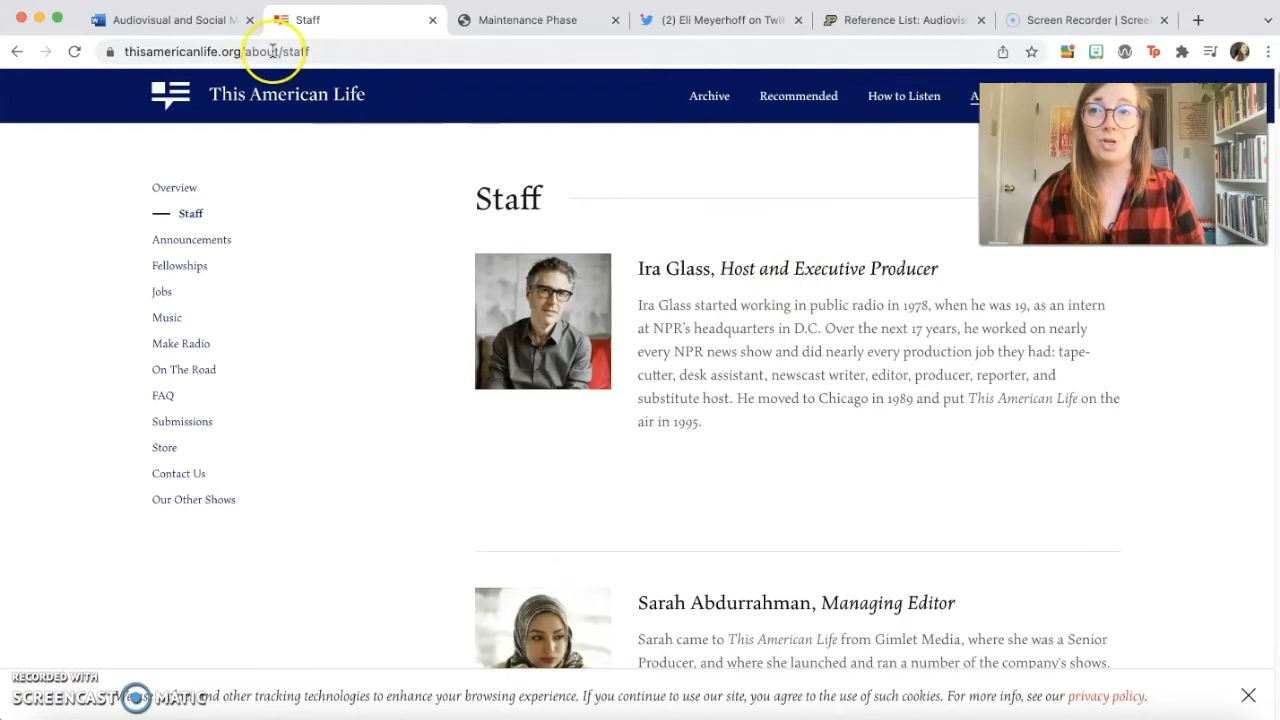 Audiovisual and Social M
Staff
Maintenance Phase
(2) Eli Meyerhoff on Twit
Reference List: Audiovis
Screen Recorder | Scree
thisamericanlife.org/about/staff
This American Life
Archive
Recommended
How to Listen
A
Overview
Staff
Announcements
Fellowships
Jobs
Music
Make Radio
On The Road
FAQ
Submissions
Store
Contact Us
Our Other Shows
Staff
Ira Glass, Host and Executive Producer
Ira Glass started working in public radio in 1978, when he was 19, as an intern
at NPR's headquarters in D.C. Over the next 17 years, he worked on nearly
every NPR news show and did nearly every production job they had: tape-
cutter, desk assistant, newscast writer, editor, producer, reporter, and
substitute host. He moved to Chicago in 1989 and put This American Life on the
air in 1995.
Sarah Abdurrahman, Managing Editor
Sarah came to This American Life from Gimlet Media, where she was a Senior
Producer, and where she launched and ran a number of the company's shows.
RECORDED WITH
SCREENCAST MATIC
and other tracking technologies to enhance your browsing experience. If you continue to use our site, you agree to the use of such cookies. For more info, see our privacy policy.